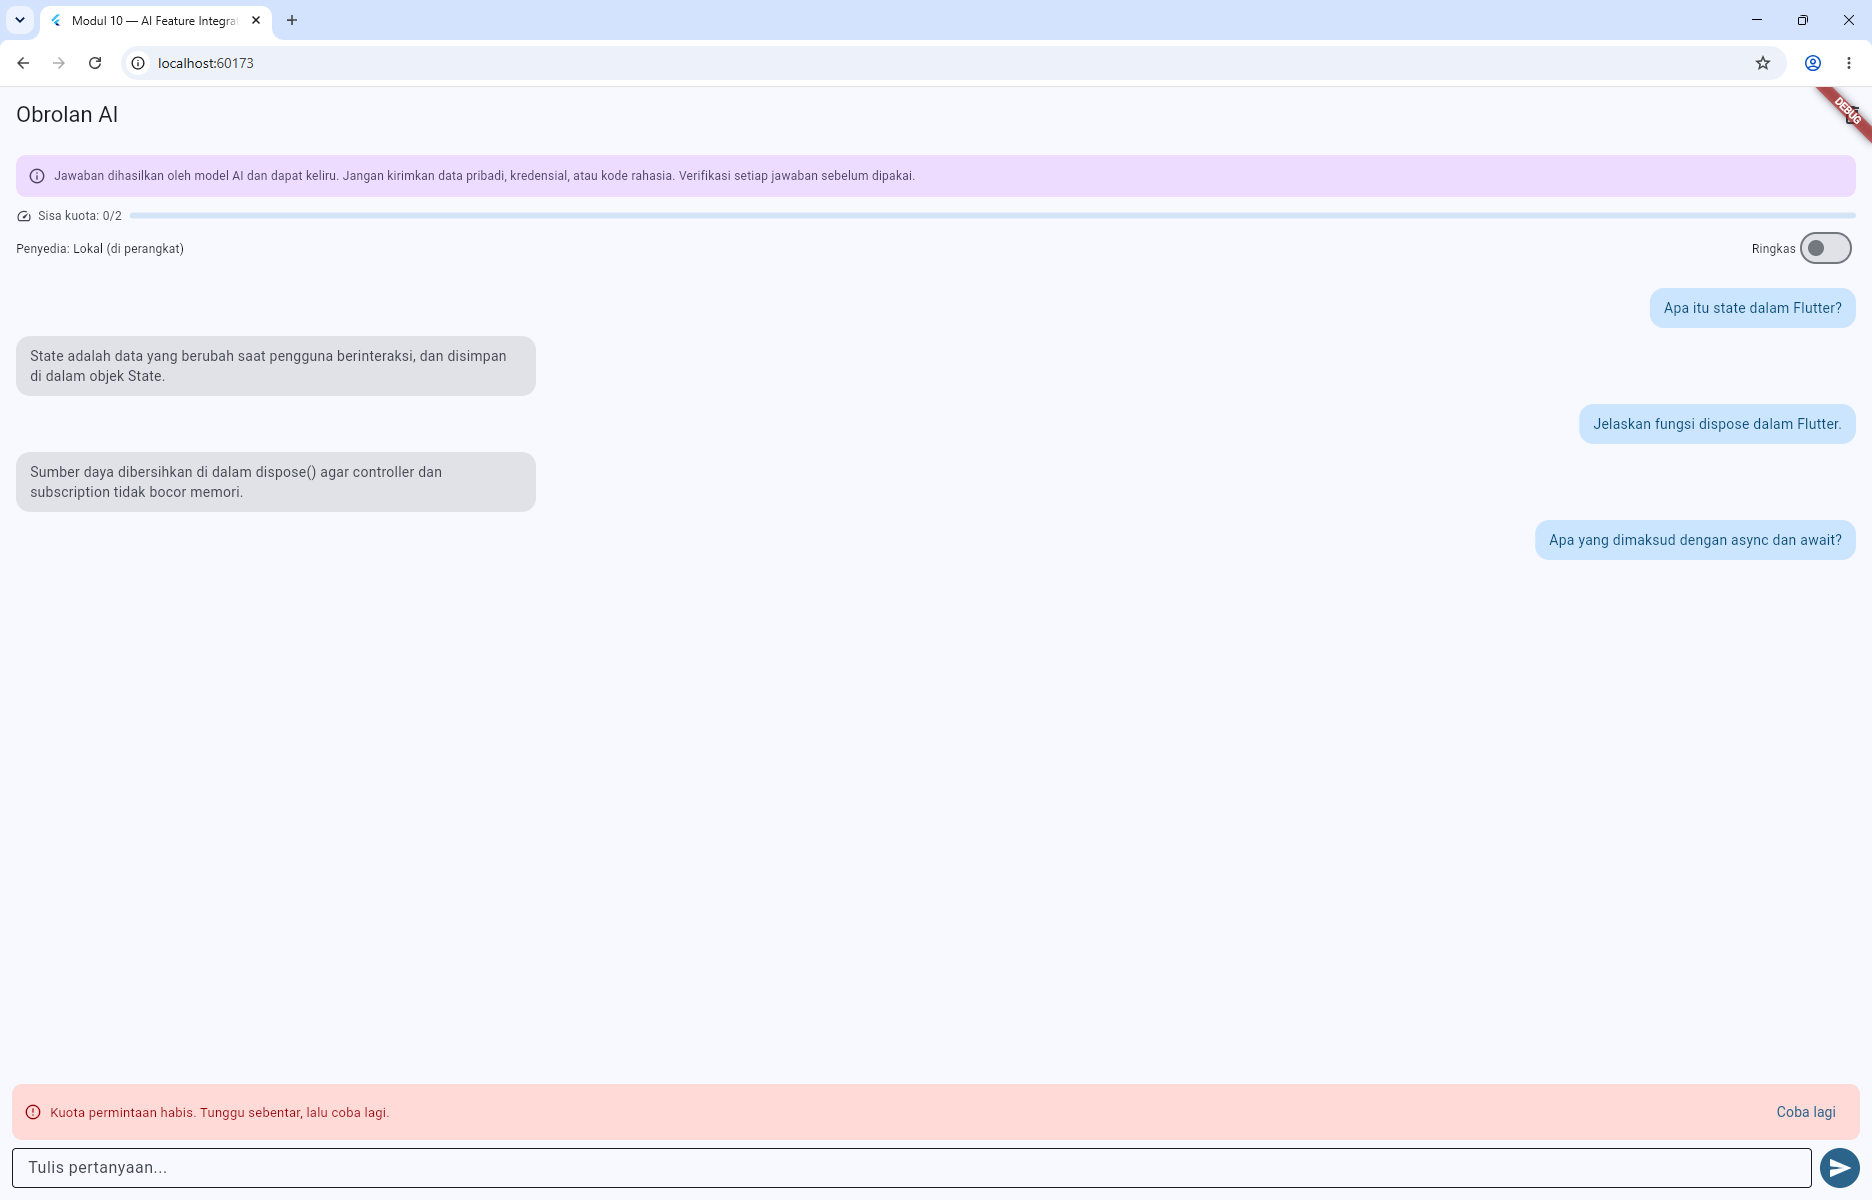 Modul 10 — AI Feature Integra
localhost:60173
DEBUG
Obrolan AI
Jawaban dihasilkan oleh model AI dan dapat keliru. Jangan kirimkan data pribadi, kredensial, atau kode rahasia. Verifikasi setiap jawaban sebelum dipakai.
Sisa kuota: 0/2
Penyedia: Lokal (di perangkat)
Ringkas
Apa itu state dalam Flutter?
State adalah data yang berubah saat pengguna berinteraksi, dan disimpan
di dalam objek State.
Jelaskan fungsi dispose dalam Flutter.
Sumber daya dibersihkan di dalam dispose() agar controller dan
subscription tidak bocor memori.
Apa yang dimaksud dengan async dan await?
Kuota permintaan habis. Tunggu sebentar, lalu coba lagi.
Coba lagi
Tulis pertanyaan...